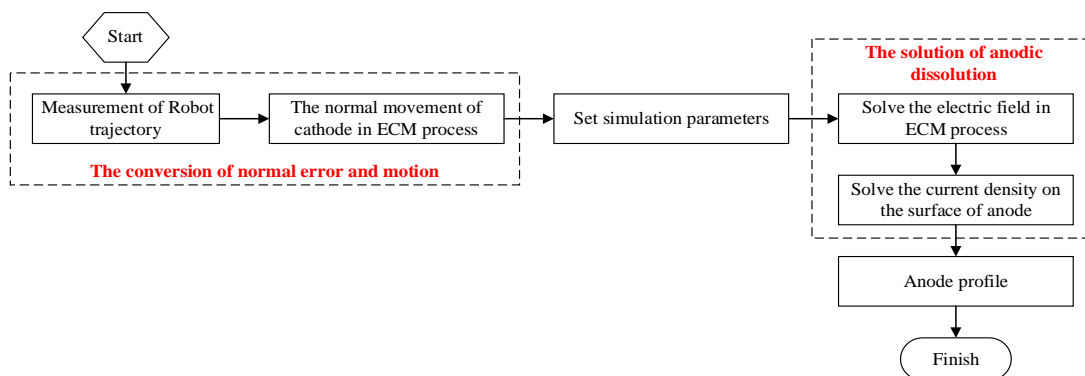 Start
Measurement of Robot
trajectory
The normal movement of
cathode in ECM process
The conversion of normal error and motion
Set simulation parameters
The solution of anodic
dissolution
Solve the electric field in
ECM process
Solve the current density on
the surface of anode
Anode profile
Finish